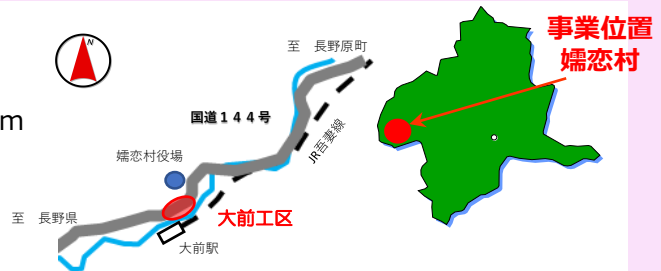 N
至 長野原町
事業位置
嬬恋村
m
国道１４４号
JR吾妻線
嬬恋村役場
至 長野県
大前工区
大前駅